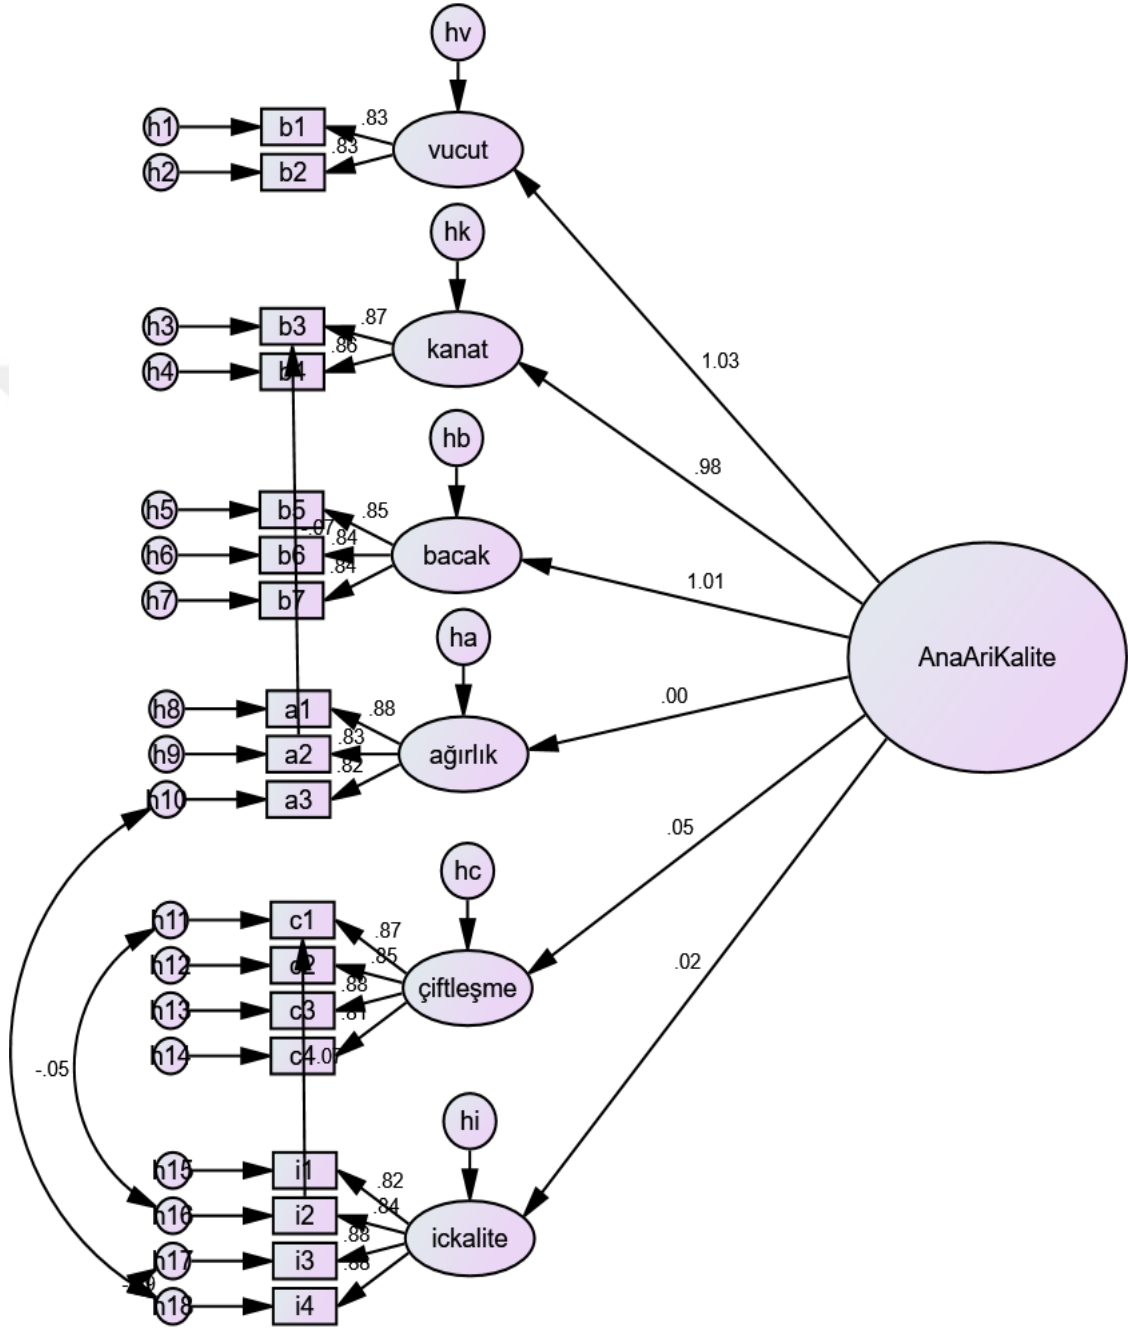 hv
h1
b1
.83
h2
b2
.83
vucut
hk
h3
b3
.87
h4
b4
.86
kanat
1.03
.98
hb
h5
b5
.85
-.07
h6
b6
.84
bacak
h7
b7
.84
1.01
ha
AnaAriKalite
h8
a1
.88
.00
h9
a2
.83
ağırlık
h10
a3
.82
.05
hc
h11
c1
.87
h12
c2
.85
.02
h13
c3
.88
çiftleşme
.81
h14
c4
-.05
hi
h15
i1
.82
h16
i2
.84
h17
i3
.88
ickalite
h18
i4
.88